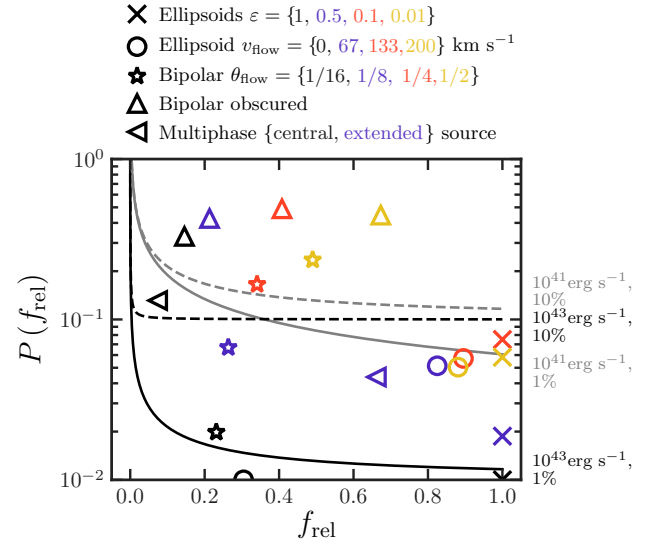 Ellipsoids ε = {1, 0.5, 0.1, 0.01}
Ellipsoid v_flow = {0, 67, 133, 200} km s⁻¹
Bipolar θ_flow = {1/16, 1/8, 1/4, 1/2}
Bipolar obscured
Multiphase {central, extended} source
P (f_rel)
10⁰
10⁻¹
10⁻²
10⁴¹erg s⁻¹,
10%
10⁴³erg s⁻¹,
10%
10⁴¹erg s⁻¹,
1%
10⁴³erg s⁻¹,
1%
0.0 0.2 0.4 0.6 0.8 1.0
f_rel